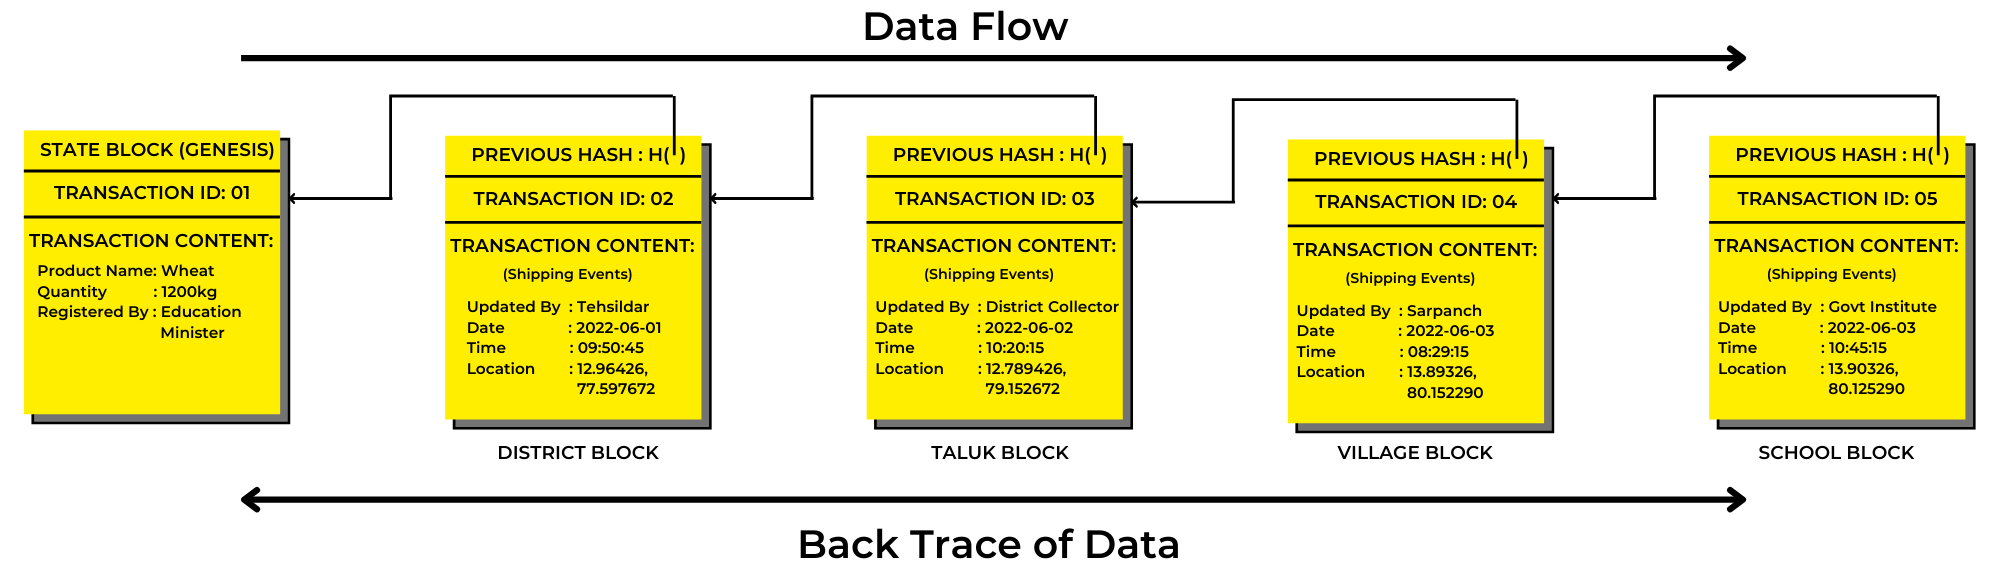 Data Flow
STATE BLOCK (GENESIS)
TRANSACTION ID: 01
TRANSACTION CONTENT:
Product Name: Wheat
Quantity : 1200kg
Registered By : Education
Minister
PREVIOUS HASH : H( )
TRANSACTION ID: 02
TRANSACTION CONTENT:
(Shipping Events)
Updated By : Tehsildar
Date : 2022-06-01
Time : 09:50:45
Location : 12.96426,
77.597672
DISTRICT BLOCK
PREVIOUS HASH : H( )
TRANSACTION ID: 03
TRANSACTION CONTENT:
(Shipping Events)
Updated By : District Collector
Date : 2022-06-02
Time : 10:20:15
Location : 12.789426,
79.152672
TALUK BLOCK
PREVIOUS HASH : H( )
TRANSACTION ID: 04
TRANSACTION CONTENT:
(Shipping Events)
Updated By : Sarpanch
Date : 2022-06-03
Time : 08:29:15
Location : 13.89326,
80.152290
VILLAGE BLOCK
PREVIOUS HASH : H( )
TRANSACTION ID: 05
TRANSACTION CONTENT:
(Shipping Events)
Updated By : Govt Institute
Date : 2022-06-03
Time : 10:45:15
Location : 13.90326,
80.125290
SCHOOL BLOCK
Back Trace of Data